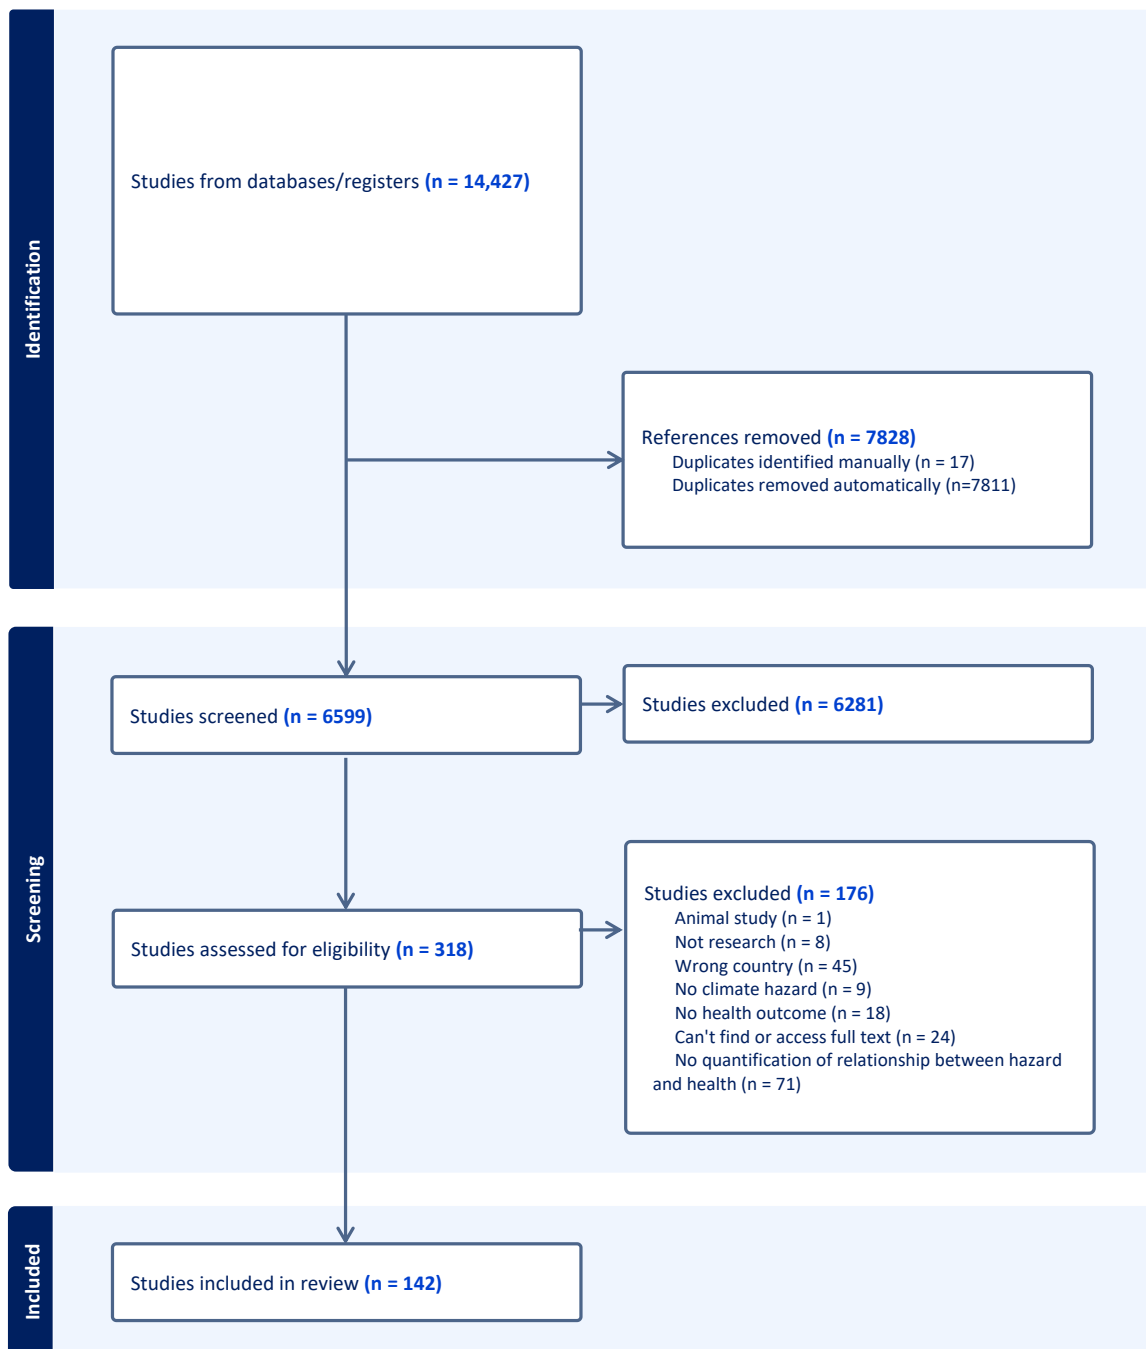 Identification
Studies from databases/registers (n = 14,427)
References removed (n = 7828)
Duplicates identified manually (n = 17)
Duplicates removed automatically (n=7811)
Screening
Studies screened (n = 6599)
Studies excluded (n = 6281)
Studies assessed for eligibility (n = 318)
Studies excluded (n = 176)
Animal study (n = 1)
Not research (n = 8)
Wrong country (n = 45)
No climate hazard (n = 9)
No health outcome (n = 18)
Can't find or access full text (n = 24)
No quantification of relationship between hazard
and health (n = 71)
Included
Studies included in review (n = 142)